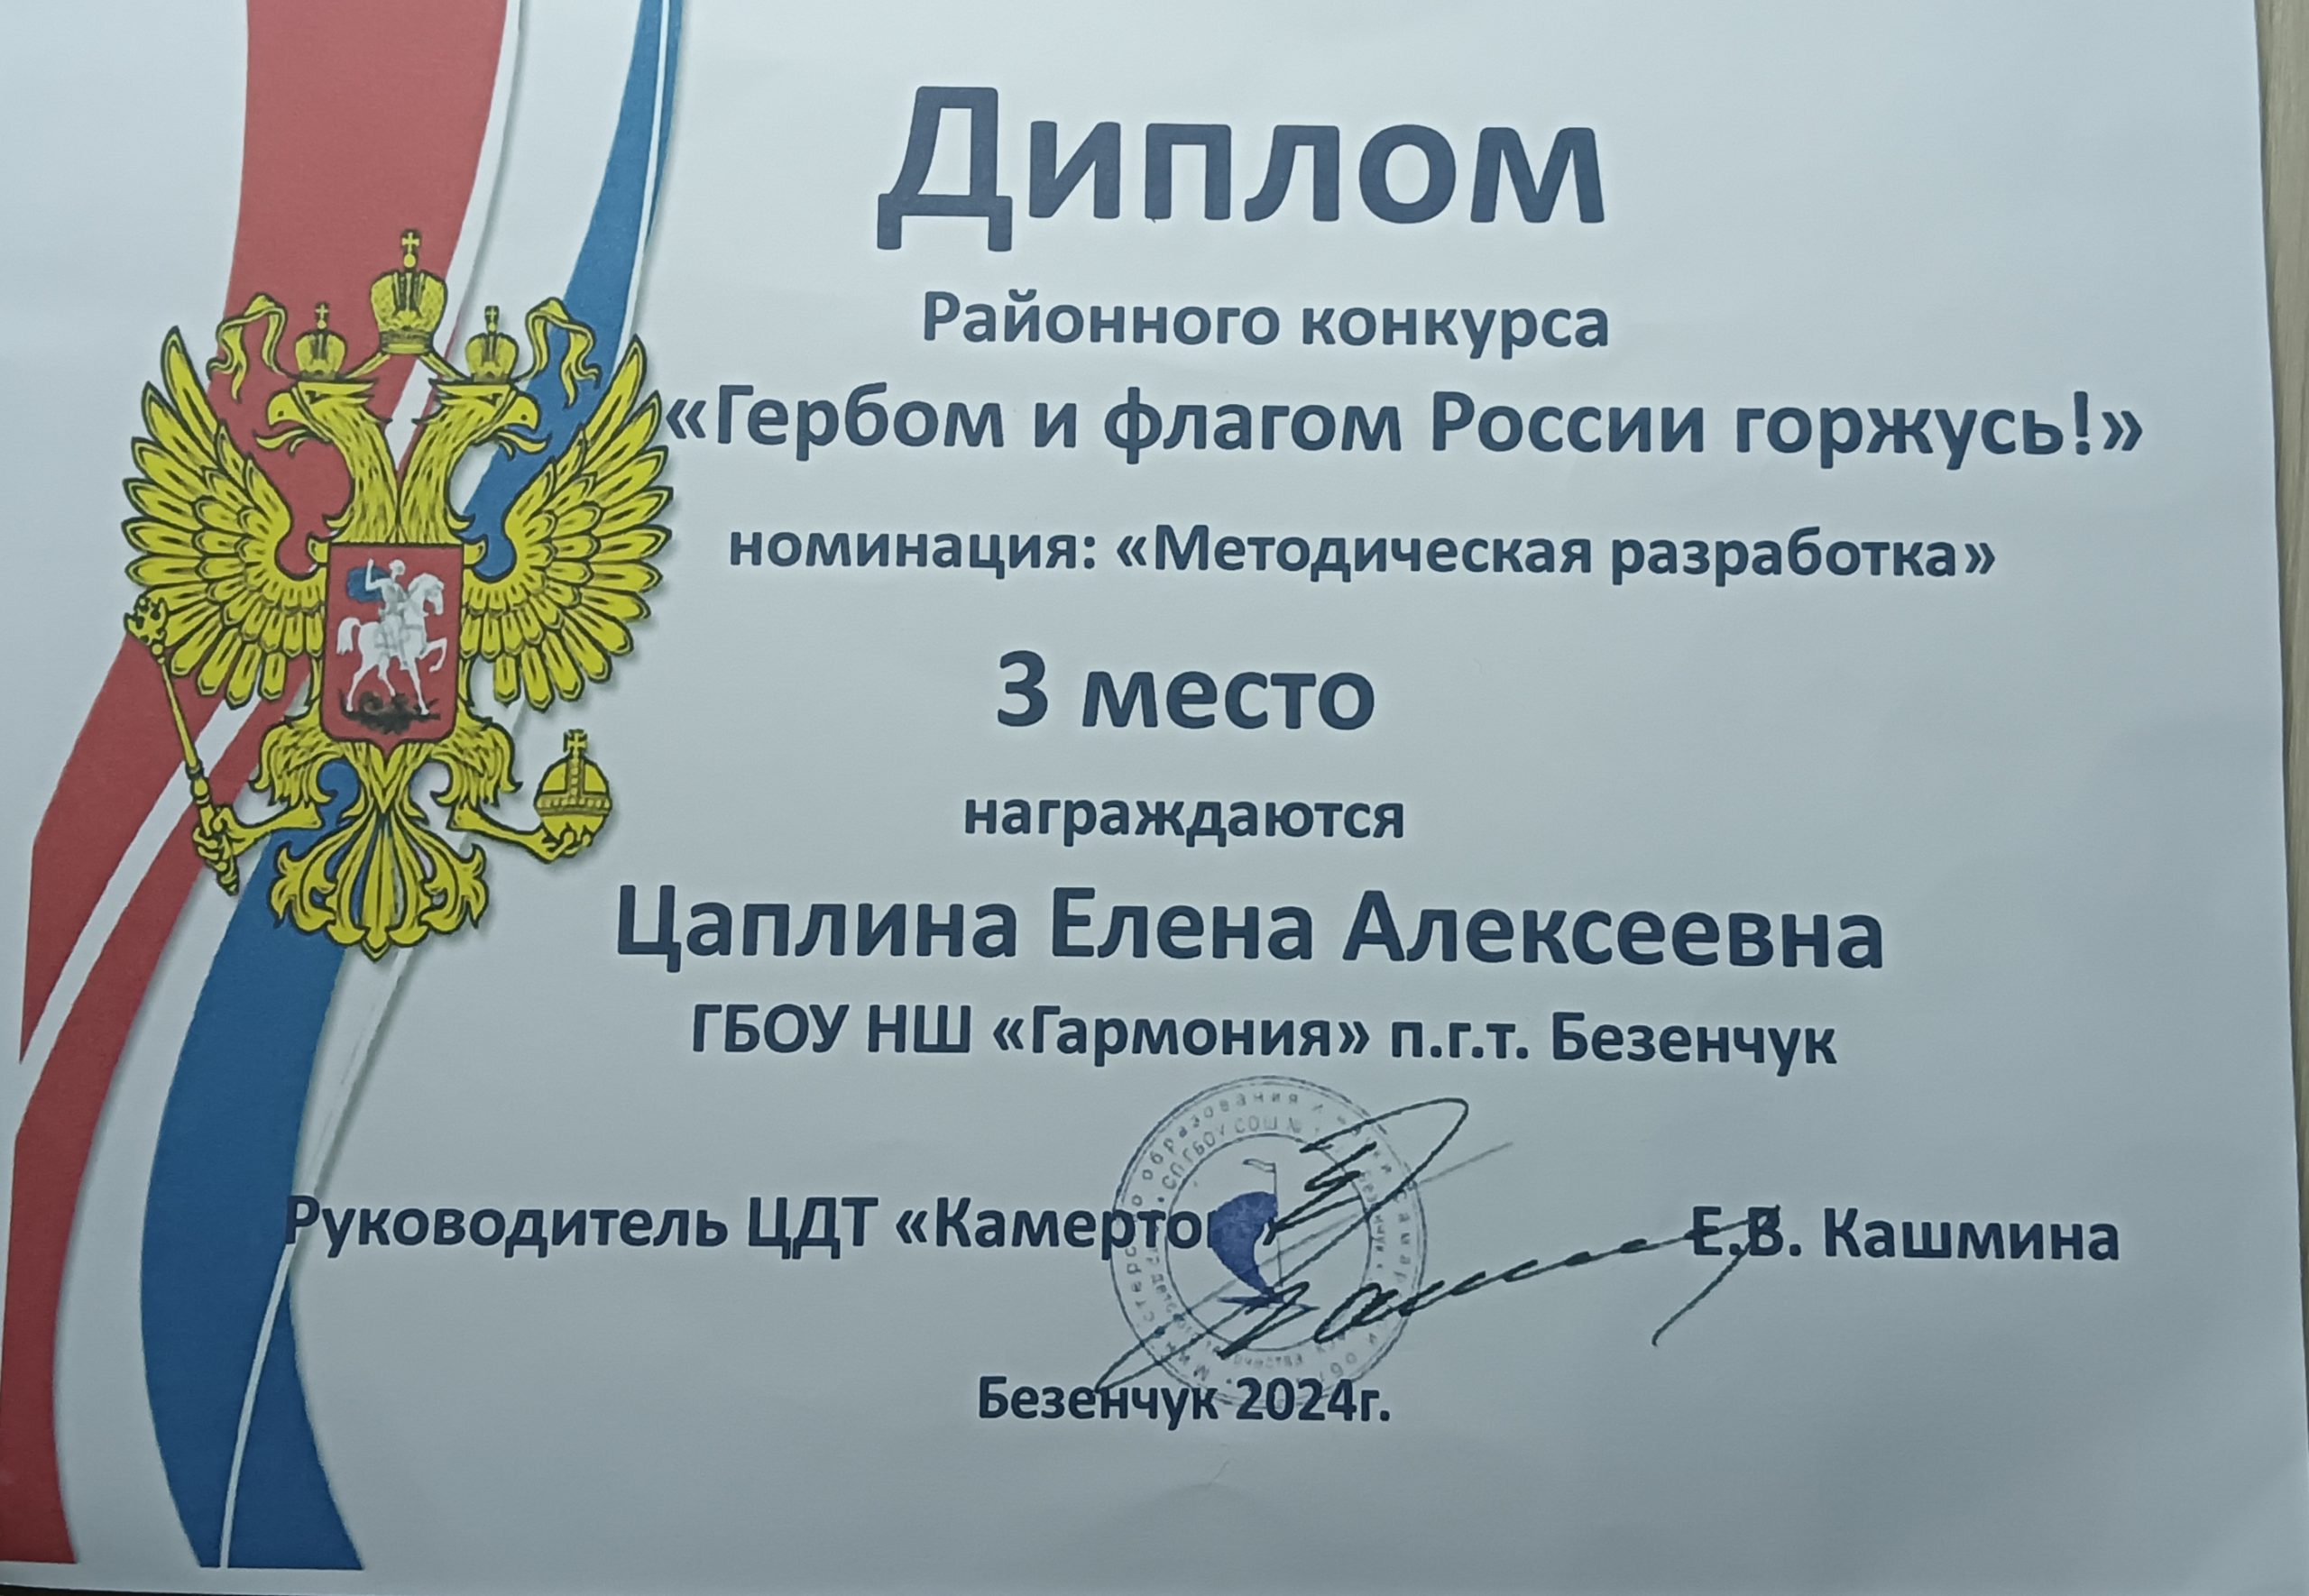 Диплом
Районного конкурса
«Гербом и флагом России горжусь!»
номинация: «Методическая разработка»
3 место
награждаются
Цаплина Елена Алексеевна
ГБОУ НШ «Гармония» п.г.т. Безенчук
Руководитель ЦДТ «Камертон» Е.В. Кашмина
Безенчук 2024г.